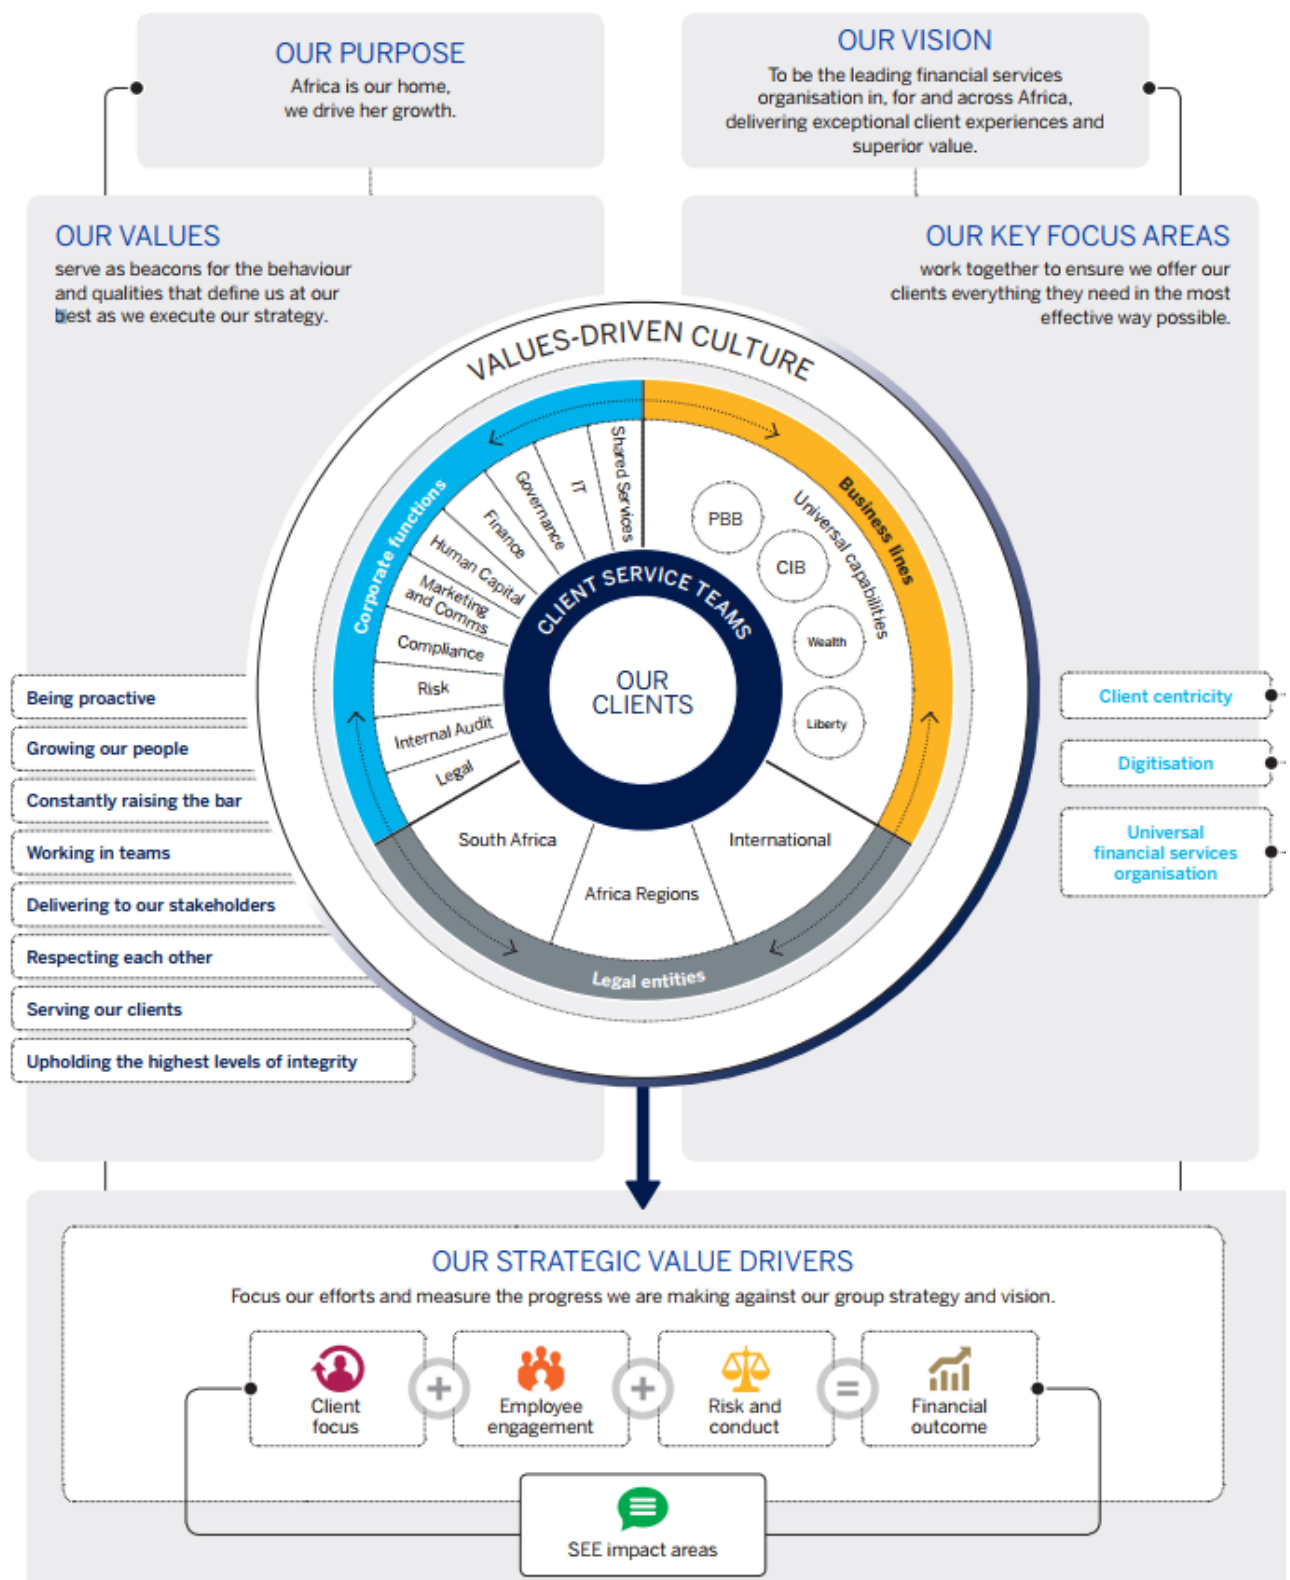 OUR PURPOSE
Africa is our home,
we drive her growth.
OUR VISION
To be the leading financial services
organisation in, for and across Africa,
delivering exceptional client experiences and
superior value.
OUR VALUES
serve as beacons for the behaviour
and qualities that define us at our
best as we execute our strategy.
OUR KEY FOCUS AREAS
work together to ensure we offer our
clients everything they need in the most
effective way possible.
VALUES-DRIVEN CULTURE
Corporate functions
Shared Services
IT
Governance
Finance
Human Capital
Marketing
and Comms
Compliance
Risk
Internal Audit
Legal
Business lines
Universal capabilities
PBB
CIB
Wealth
Liberty
CLIENT SERVICE TEAMS
OUR
CLIENTS
South Africa
Africa Regions
International
Legal entities
Being proactive
Growing our people
Constantly raising the bar
Working in teams
Delivering to our stakeholders
Respecting each other
Serving our clients
Upholding the highest levels of integrity
Client centricity
Digitisation
Universal
financial services
organisation
OUR STRATEGIC VALUE DRIVERS
Focus our efforts and measure the progress we are making against our group strategy and vision.
Client
focus
+
Employee
engagement
+
Risk and
conduct
=
Financial
outcome
SEE impact areas